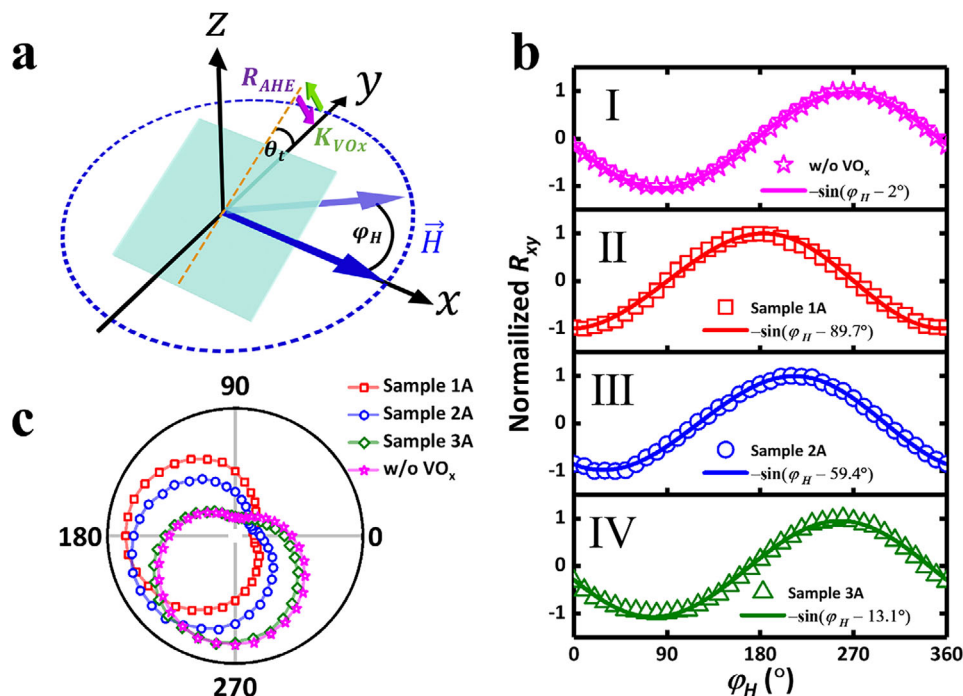 a
Z
R_AHE
y
K_VOx
θ_t
φ_H
H⃗
x
b
Normailized R_xy
I
1
0
-1
w/o VOₓ
−sin(φ_H − 2°)
II
1
0
-1
Sample 1A
−sin(φ_H − 89.7°)
III
1
0
-1
Sample 2A
−sin(φ_H − 59.4°)
IV
1
0
-1
Sample 3A
−sin(φ_H − 13.1°)
0 90 180 270 360
φ_H (°)
c
90
Sample 1A
Sample 2A
Sample 3A
w/o VOₓ
180
0
270